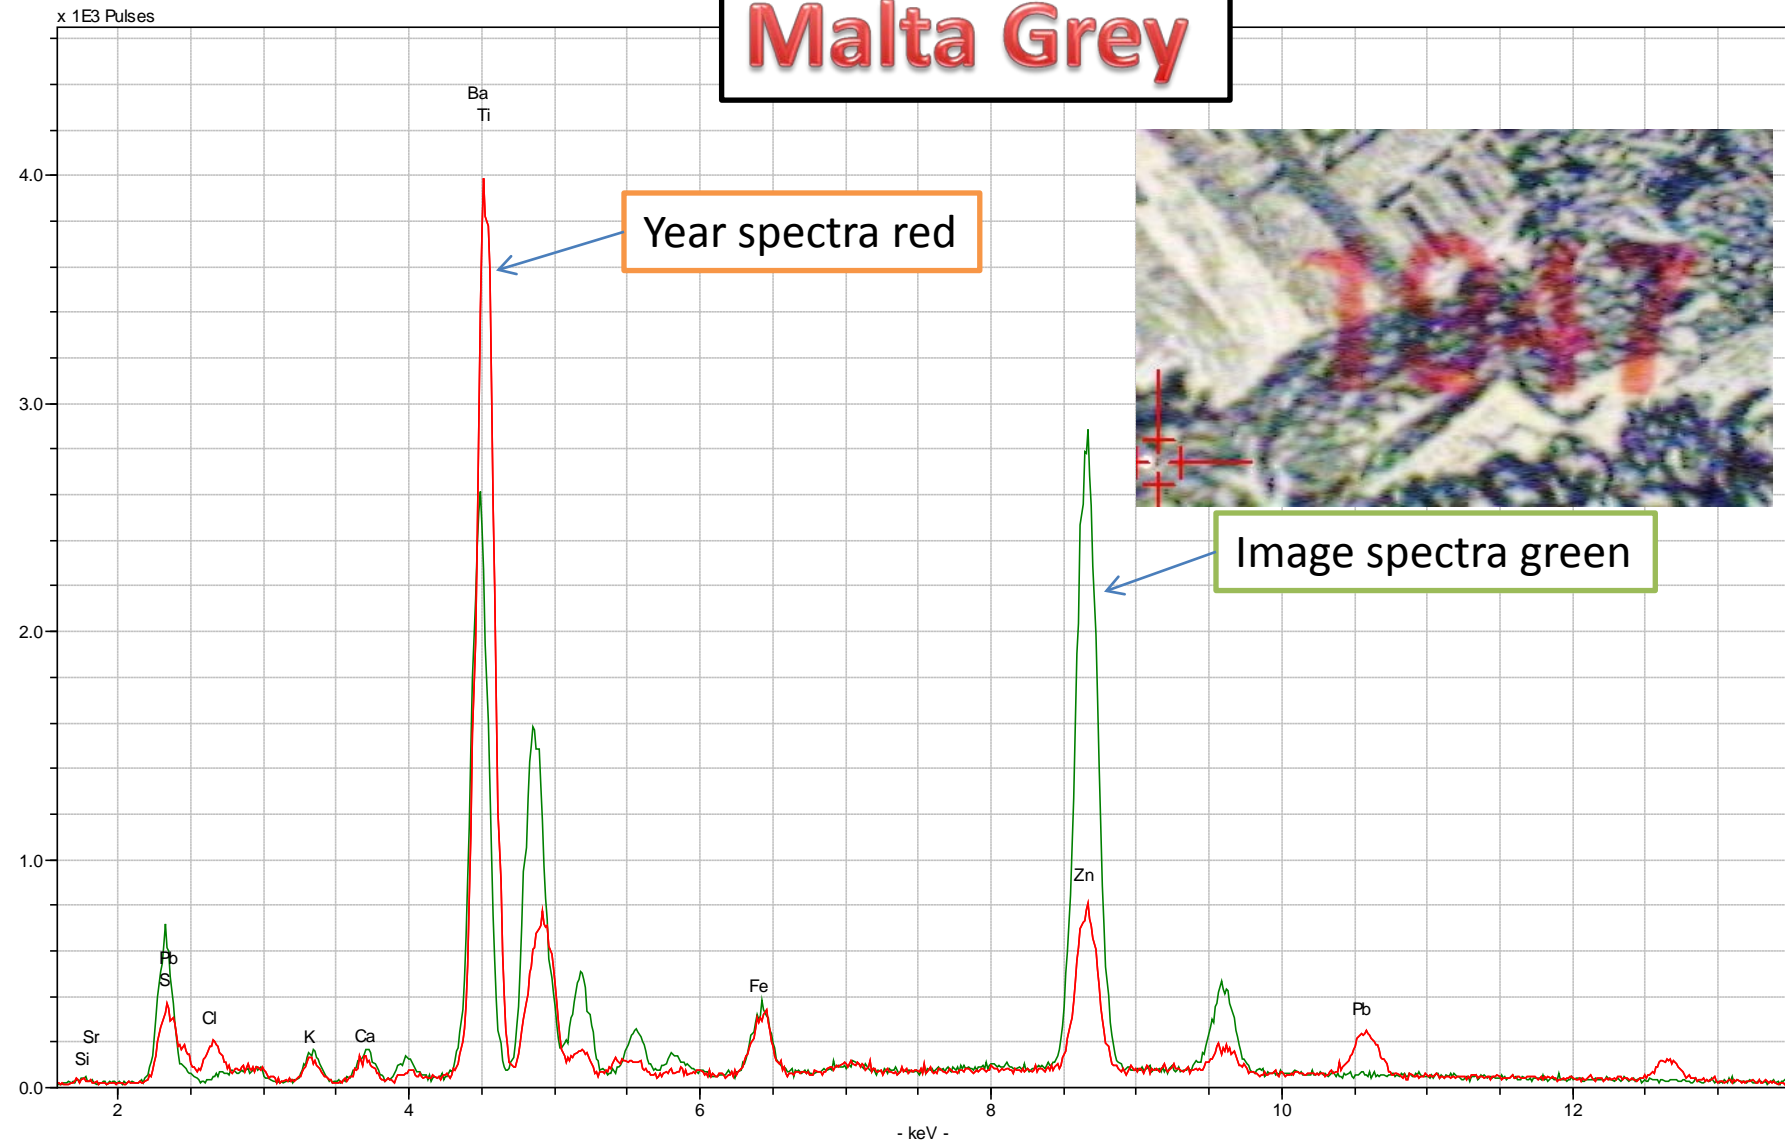 Malta Grey
x 1E3 Pulses
Ba
Ti
4.0
Year spectra red
1947
3.0
Image spectra green
2.0
1.0
Zn
Pb
S
Fe
Pb
Cl
Sr
Si
K
Ca
0.0
2
4
6
8
10
12
- keV -